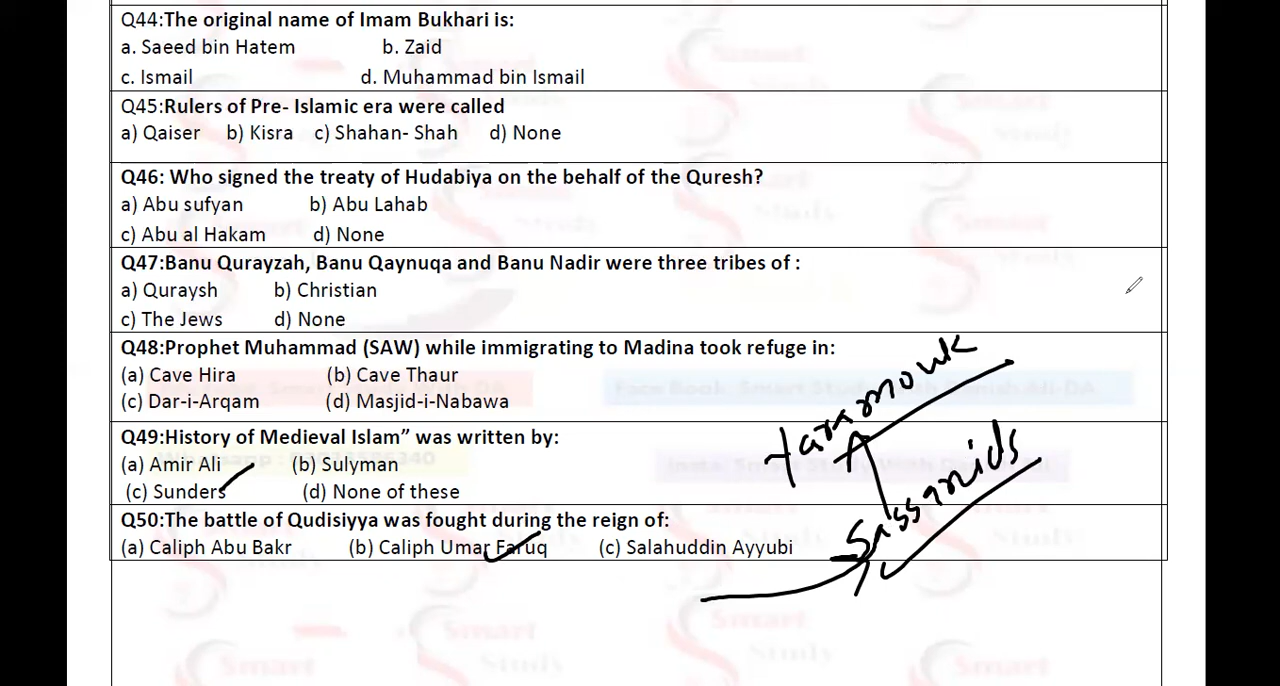 Q44:The original name of Imam Bukhari is:
a. Saeed bin Hatem b. Zaid
c. Ismail d. Muhammad bin Ismail
Q45:Rulers of Pre- Islamic era were called
a) Qaiser b) Kisra c) Shahan- Shah d) None
Q46: Who signed the treaty of Hudabiya on the behalf of the Quresh?
a) Abu sufyan b) Abu Lahab
c) Abu al Hakam d) None
Q47:Banu Qurayzah, Banu Qaynuqa and Banu Nadir were three tribes of :
a) Quraysh b) Christian
c) The Jews d) None
Q48:Prophet Muhammad (SAW) while immigrating to Madina took refuge in:
(a) Cave Hira (b) Cave Thaur
(c) Dar-i-Arqam (d) Masjid-i-Nabawa
Q49:History of Medieval Islam” was written by:
(a) Amir Ali (b) Sulyman
(c) Sunders (d) None of these
Q50:The battle of Qudisiyya was fought during the reign of:
(a) Caliph Abu Bakr (b) Caliph Umar Faruq (c) Salahuddin Ayyubi
Yaramouk
Sassanids
Smart
Study